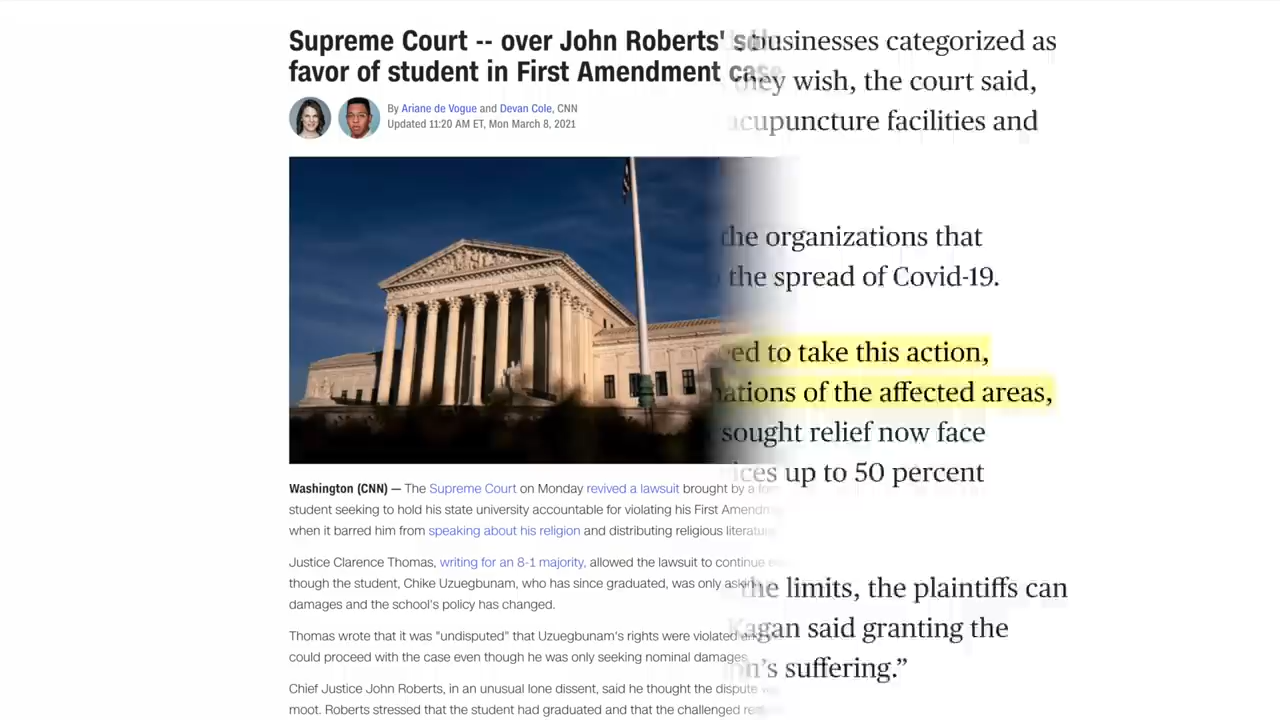 Supreme Court -- over John Roberts'
favor of student in First Amendment case
By Ariane de Vogue and Devan Cole, CNN
Updated 11:20 AM ET, Mon March 8, 2021
Washington (CNN) — The Supreme Court on Monday revived a lawsuit brought by a
student seeking to hold his state university accountable for violating his First
when it barred him from speaking about his religion and distributing religious
Justice Clarence Thomas, writing for an 8-1 majority, allowed the lawsuit to continue
though the student, Chike Uzuegbunam, who has since graduated, was only
damages and the school's policy has changed.
Thomas wrote that it was "undisputed" that Uzuegbunam's rights were violated
could proceed with the case even though he was only seeking nominal damages
Chief Justice John Roberts, in an unusual lone dissent, said he thought the dispute
moot. Roberts stressed that the student had graduated and that the challenged
businesses categorized as
they wish, the court said,
acupuncture facilities and
the organizations that
the spread of Covid-19.
to take this action,
of the affected areas,
sought relief now face
up to 50 percent
the limits, the plaintiffs can
Kagan said granting the
suffering.”